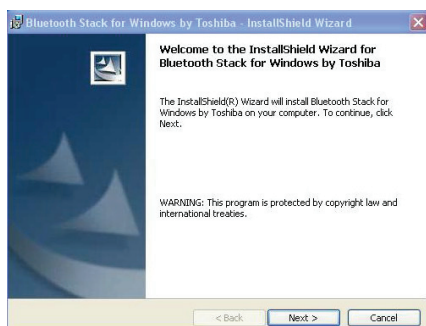 Bluetooth Stack for Windows by Toshiba - InstallShield Wizard
Welcome to the InstallShield Wizard for
Bluetooth Stack for Windows by Toshiba
The InstallShield(R) Wizard will install Bluetooth Stack for
Windows by Toshiba on your computer. To continue, click
Next.
WARNING: This program is protected by copyright law and
international treaties.
< Back Next > Cancel